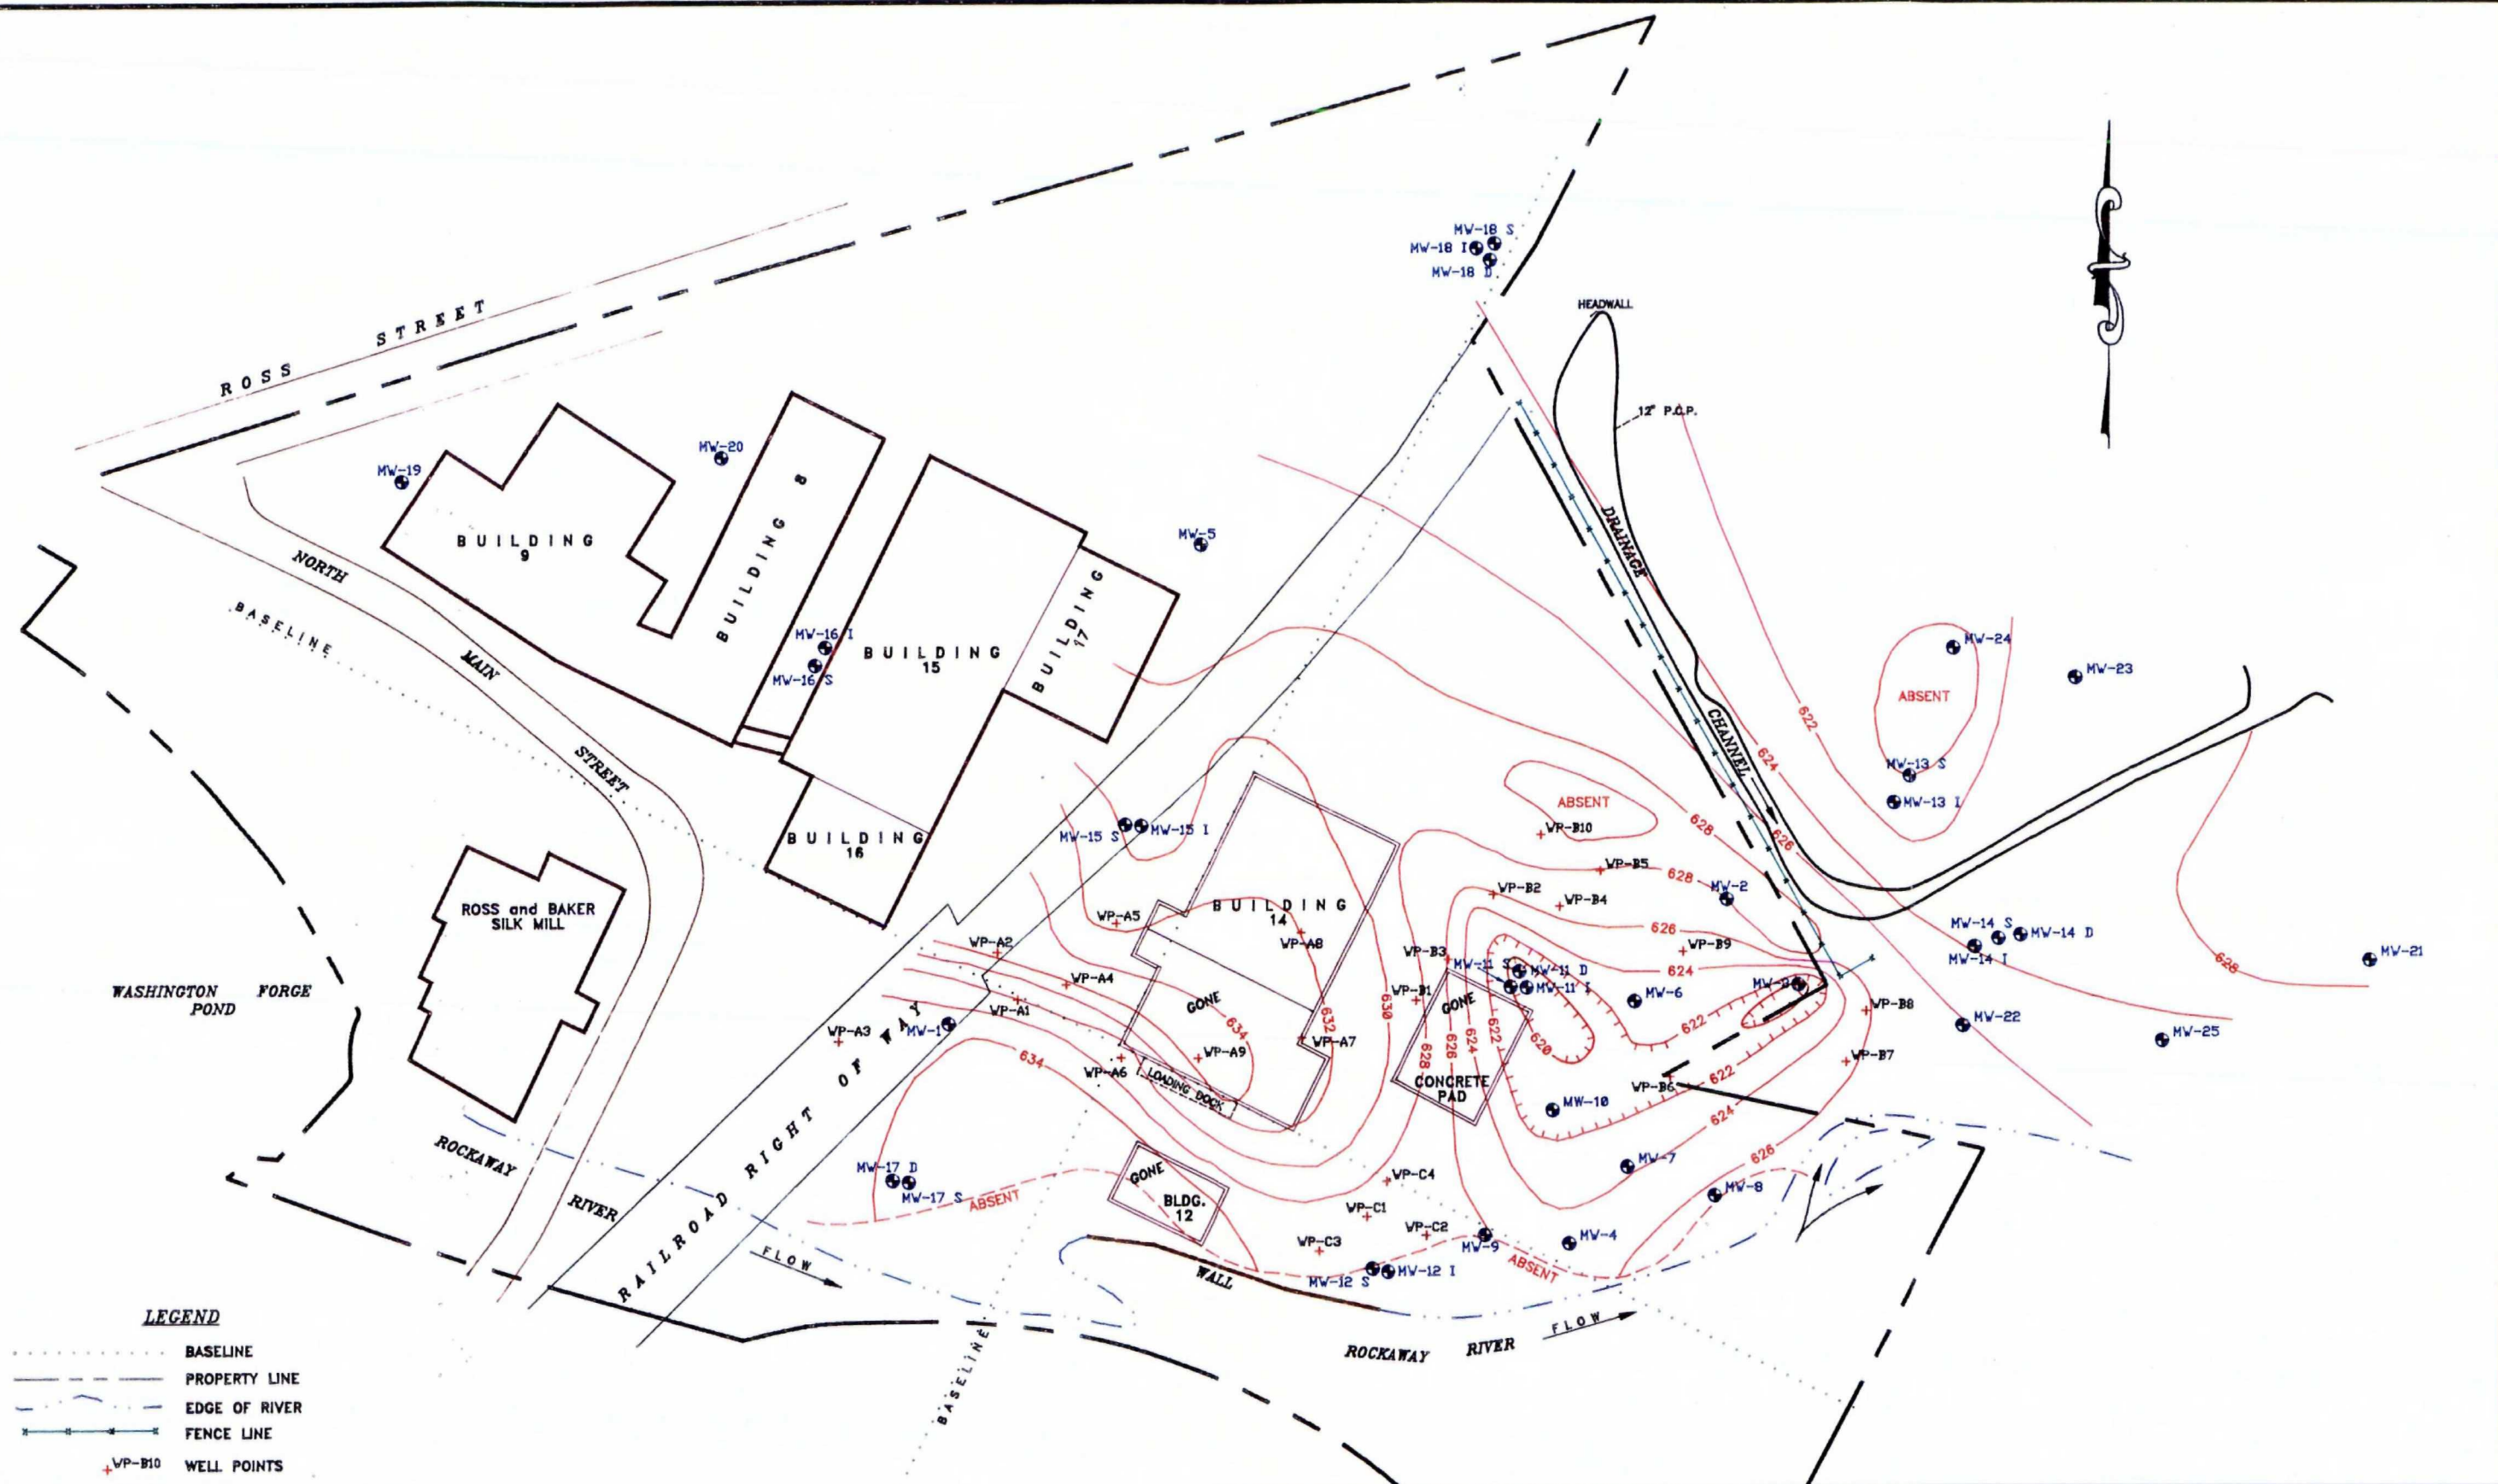 ROSS STREET
MW-18 S
MW-18 I
MW-18 D
HEADWALL
12" P.C.P.
MW-19
MW-20
MW-5
BUILDING
9
BUILDING 8
MW-16 I
MW-16 S
BUILDING
15
BUILDING
17
NORTH
MAIN
STREET
BASELINE
DRAINAGE
CHANNEL
622
624
626
628
ABSENT
MW-24
MW-23
MW-13 S
MW-13 I
ABSENT
WP-B10
BUILDING
16
MW-15 S
MW-15 I
ROSS and BAKER
SILK MILL
WASHINGTON FORGE
POND
WP-A5
BUILDING
14
WP-A8
WP-A2
WP-A4
WP-A1
WP-A3
MW-1
GONE
634
632
630
WP-A7
WP-A9
WP-A6
LOADING DOCK
634
WP-B5
628
MW-2
WP-B2
WP-B4
626
WP-B9
WP-B3
624
MW-11 S
MW-11 D
MW-11 I
MW-6
MW-3
WP-B8
WP-B1
GONE
622
620
622
628
626
624
CONCRETE
PAD
MW-10
WP-B6
622
WP-B7
624
626
MW-14 S
MW-14 D
MW-14 I
MW-22
MW-25
MW-21
628
MW-7
MW-8
MW-4
MW-9
ABSENT
WP-C4
WP-C1
WP-C2
WP-C3
MW-12 S
MW-12 I
GONE
BLDG.
12
WALL
ABSENT
MW-17 D
MW-17 S
ROCKAWAY
RIVER
RAILROAD RIGHT OF WAY
FLOW
BASELINE
ROCKAWAY RIVER
FLOW
LEGEND
BASELINE
PROPERTY LINE
EDGE OF RIVER
FENCE LINE
WP-B10 WELL POINTS